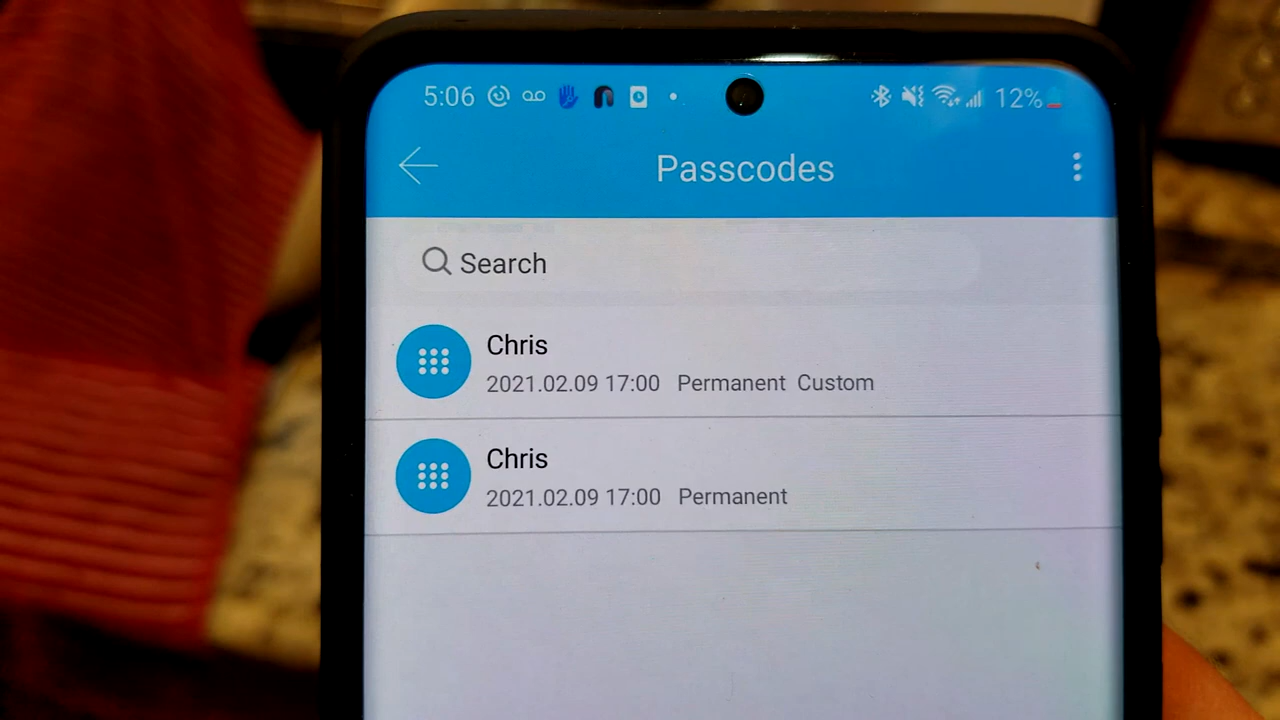 5:06 12%
Passcodes
Search
Chris
2021.02.09 17:00 Permanent Custom
Chris
2021.02.09 17:00 Permanent